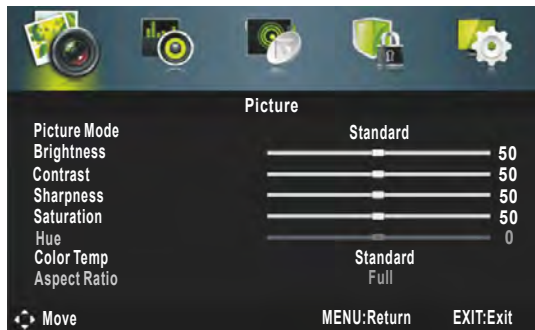 Picture
Picture Mode Standard
Brightness 50
Contrast 50
Sharpness 50
Saturation 50
Hue 0
Color Temp Standard
Aspect Ratio Full
Move MENU:Return EXIT:Exit